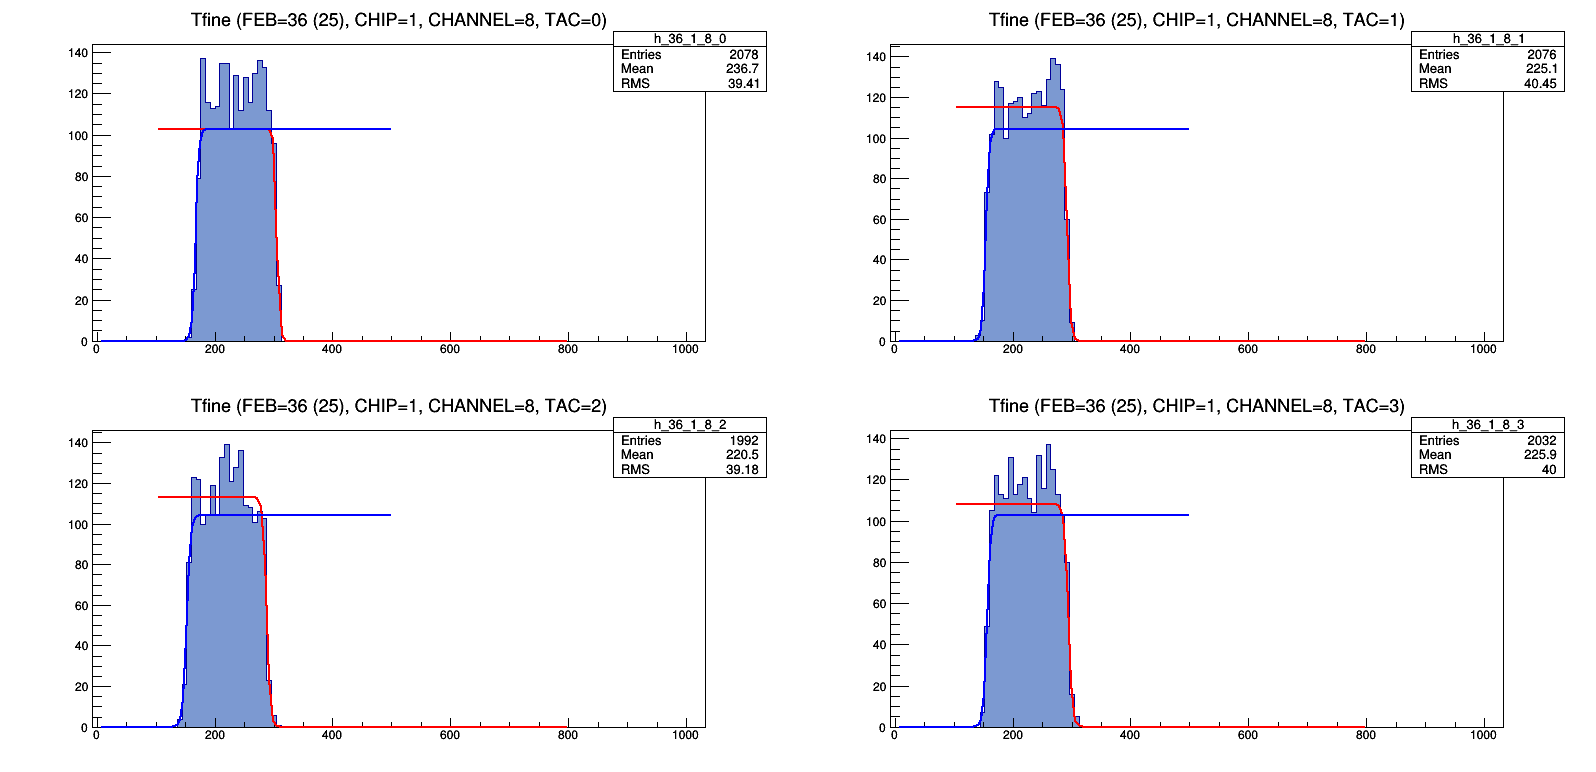 Tfine (FEB=36 (25), CHIP=1, CHANNEL=8, TAC=0)
h_36_1_8_0
Entries 2078
Mean 236.7
RMS 39.41
140
120
100
80
60
40
20
0
0 200 400 600 800 1000
Tfine (FEB=36 (25), CHIP=1, CHANNEL=8, TAC=1)
h_36_1_8_1
Entries 2076
Mean 225.1
RMS 40.45
140
120
100
80
60
40
20
0
0 200 400 600 800 1000
Tfine (FEB=36 (25), CHIP=1, CHANNEL=8, TAC=2)
h_36_1_8_2
Entries 1992
Mean 220.5
RMS 39.18
140
120
100
80
60
40
20
0
0 200 400 600 800 1000
Tfine (FEB=36 (25), CHIP=1, CHANNEL=8, TAC=3)
h_36_1_8_3
Entries 2032
Mean 225.9
RMS 40
140
120
100
80
60
40
20
0
0 200 400 600 800 1000